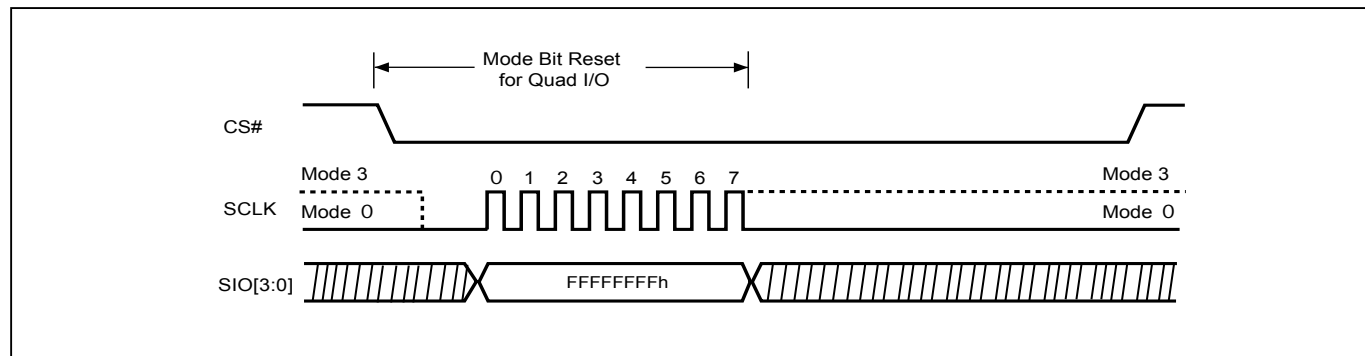 Mode Bit Reset
for Quad I/O
CS#
Mode 3
Mode 3
0 1 2 3 4 5 6 7
SCLK
Mode 0
Mode 0
SIO[3:0]
FFFFFFFFh